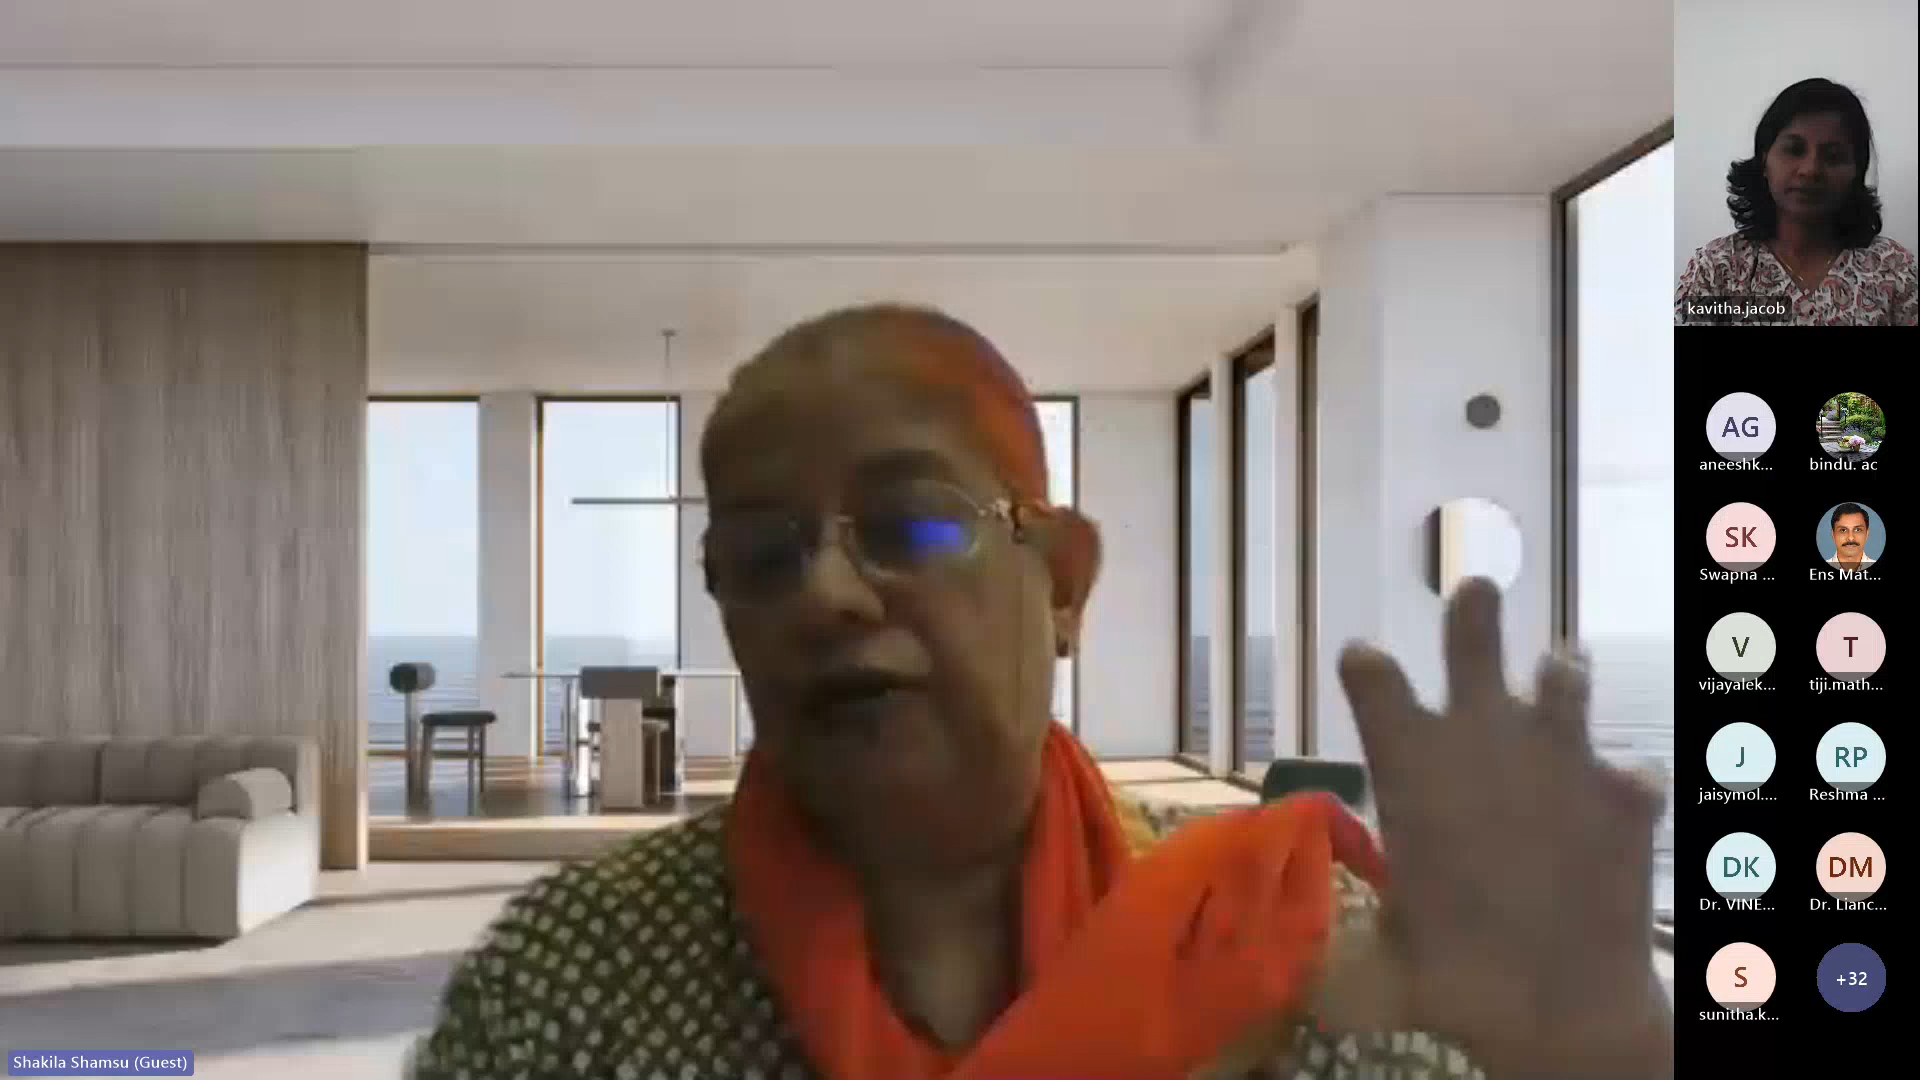 kavitha.jacob
AG
aneeshk...
bindu. ac
SK
Swapna ...
Ens Mat...
V
vijayalek...
T
tiji.math...
J
jaisymol....
RP
Reshma ...
DK
Dr. VINE...
DM
Dr. Lianc...
S
sunitha.k...
+32
Shakila Shamsu (Guest)